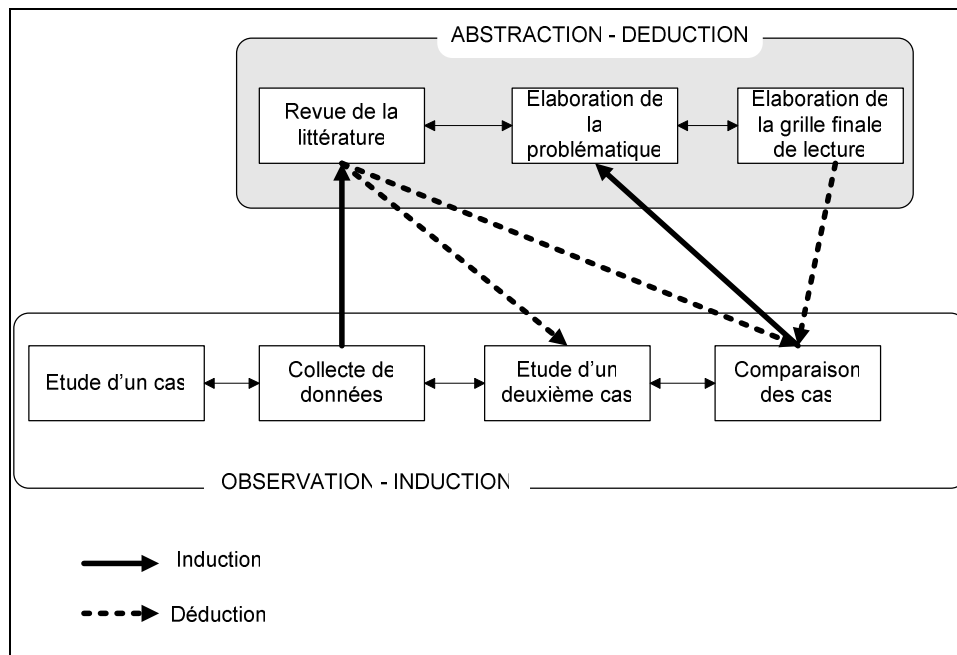 ABSTRACTION - DEDUCTION
Revue de la
littérature
Elaboration de
la
problématique
Elaboration de
la grille finale
de lecture
Etude d'un cas
Collecte de
données
Etude d'un
deuxième cas
Comparaison
des cas
OBSERVATION - INDUCTION
Induction
Déduction